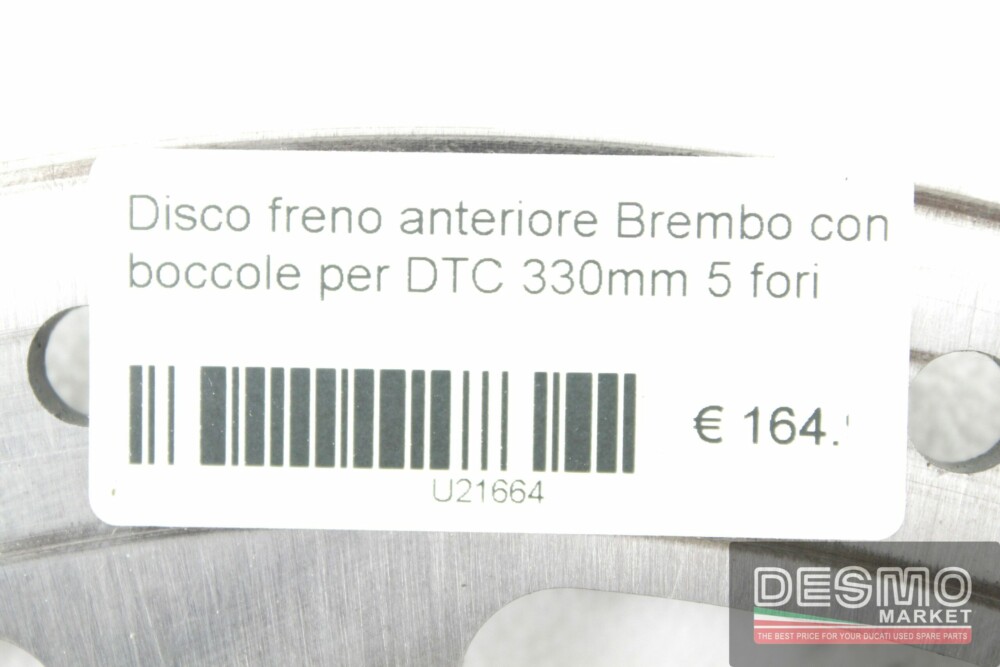 Disco freno anteriore Brembo con
boccole per DTC 330mm 5 fori
€ 164.
U21664
DESMO
MARKET
THE BEST PRICE FOR YOUR DUCATI USED SPARE PARTS